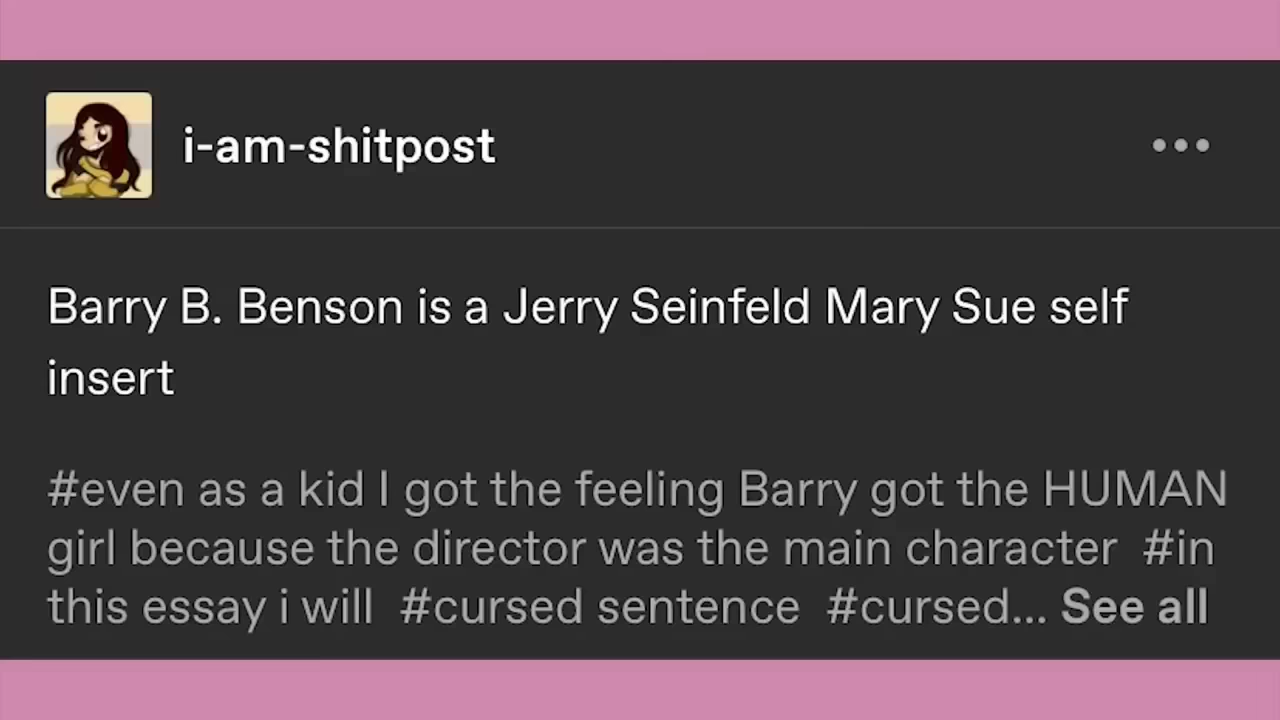 i-am-shitpost
Barry B. Benson is a Jerry Seinfeld Mary Sue self
insert
#even as a kid I got the feeling Barry got the HUMAN
girl because the director was the main character #in
this essay i will #cursed sentence #cursed... See all